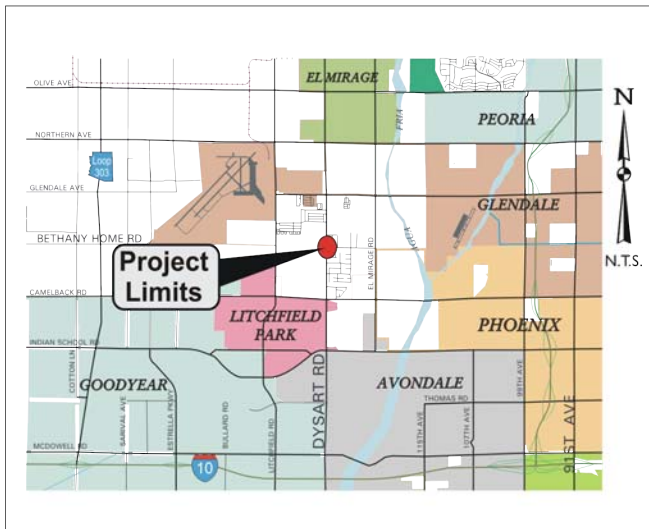 EL MIRAGE
OLIVE AVE
N
FRIA
PEORIA
NORTHERN AVE
Loop
303
GLENDALE AVE
GLENDALE
BETHANY HOME RD
EL MIRAGE RD
AGUA
N.T.S.
Project
Limits
CAMELBACK RD
LITCHFIELD
PARK
PHOENIX
INDIAN SCHOOL RD
COTTON LN
GOODYEAR
DYSART RD
AVONDALE
99TH AVE
THOMAS RD
SARIVAL AVE
ESTRELLA PKWY
BULLARD RD
LITCHFIELD RD
115TH AVE
107TH AVE
91ST AVE
MCDOWELL RD
10